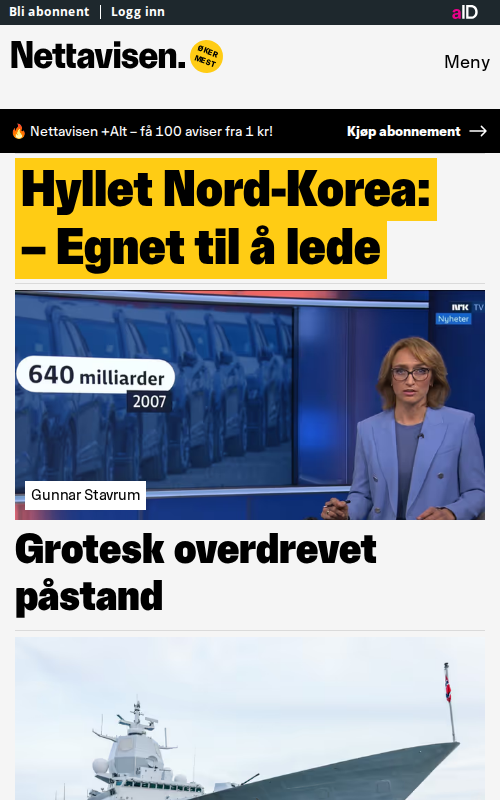 Bli abonnent
Logg inn
aID
Nettavisen.
ØKER
MEST
Meny
🔥 Nettavisen +Alt – få 100 aviser fra 1 kr!
Kjøp abonnement →
Hyllet Nord-Korea:
– Egnet til å lede
NRK TV
Nyheter
640 milliarder
2007
Gunnar Stavrum
Grotesk overdrevet
påstand